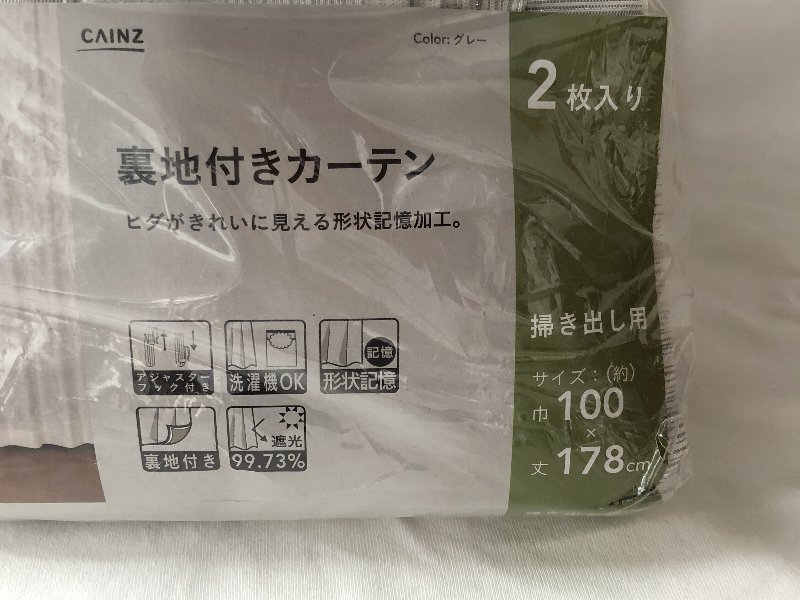 CAINZ
Color: グレー
2枚入り
裏地付きカーテン
ヒダがきれいに見える形状記憶加工。
アジャスター
フック付き
洗濯機OK
記憶
形状記憶
裏地付き
遮光
99.73%
掃き出し用
サイズ:(約)
巾100
×
丈178cm